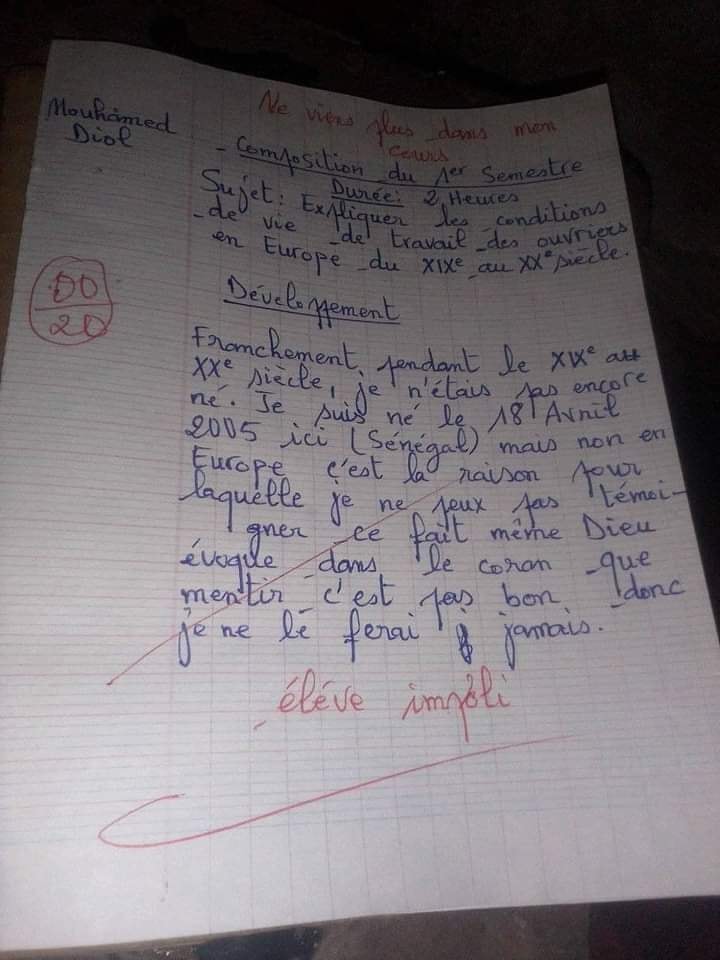 Ne viens plus dans mon
cours
Mouhamed
Diol
- Composition du 1er Semestre
Durée: 2 Heures
Sujet: Expliquer les conditions
de vie de travail des ouvriers
en Europe du XIXe au XXe siècle.
00
20
Développement
Franchement, pendant le XIXe au
XXe siècle, je n'étais pas encore
né. Je suis né le 18 Avril
2005 ici (Sénégal) mais non en
Europe c'est la raison pour
laquelle je ne peux pas témoi-
gner ce fait même Dieu
évoque dans le coran que
mentir c'est pas bon donc
je ne le ferai jamais.
éléve impôli